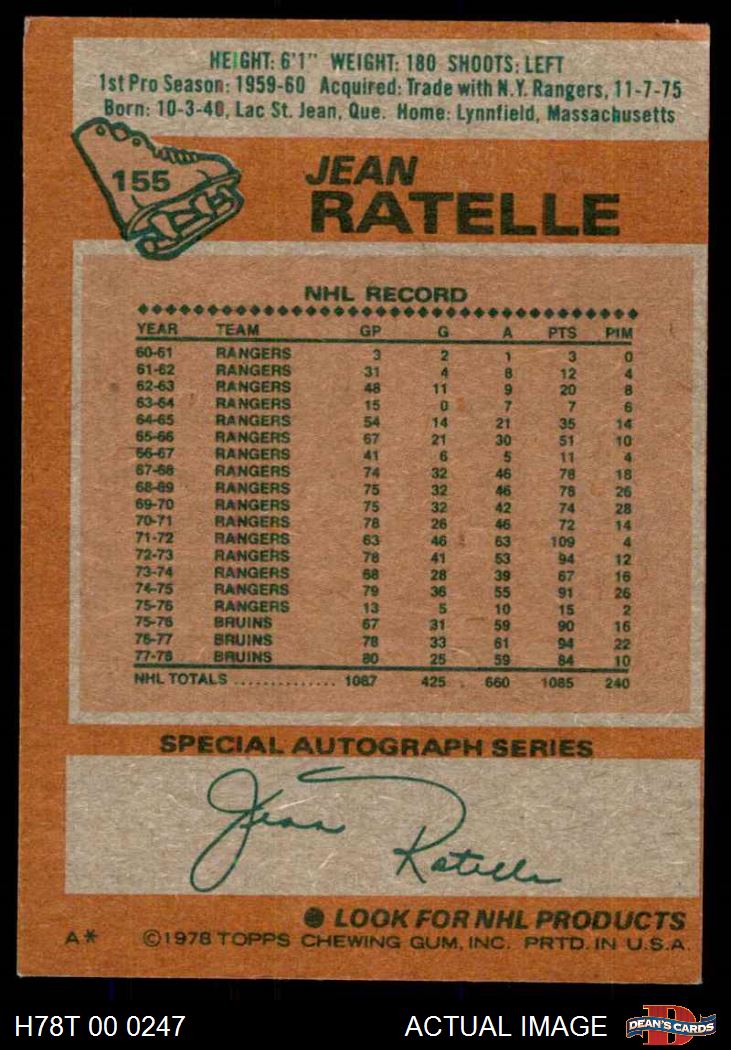 HEIGHT: 6'1" WEIGHT: 180 SHOOTS: LEFT
1st Pro Season: 1959-60 Acquired: Trade with N.Y. Rangers, 11-7-75
Born: 10-3-40, Lac St. Jean, Que. Home: Lynnfield, Massachusetts
155
JEAN
RATELLE
NHL RECORD
YEAR TEAM GP G A PTS PIM
60-61 RANGERS 3 2 1 3 0
61-62 RANGERS 31 4 8 12 4
62-63 RANGERS 48 11 9 20 8
63-64 RANGERS 15 0 7 7 6
64-65 RANGERS 54 14 21 35 14
65-66 RANGERS 67 21 30 51 10
66-67 RANGERS 41 6 5 11 4
67-68 RANGERS 74 32 46 78 18
68-69 RANGERS 75 32 46 78 26
69-70 RANGERS 75 32 42 74 28
70-71 RANGERS 78 26 46 72 14
71-72 RANGERS 63 46 63 109 4
72-73 RANGERS 78 41 53 94 12
73-74 RANGERS 68 28 39 67 16
74-75 RANGERS 79 36 55 91 26
75-76 RANGERS 13 5 10 15 2
75-76 BRUINS 67 31 59 90 16
76-77 BRUINS 78 33 61 94 22
77-78 BRUINS 80 25 59 84 10
NHL TOTALS .............. 1087 425 660 1085 240
SPECIAL AUTOGRAPH SERIES
Jean Ratelle
● LOOK FOR NHL PRODUCTS
A* ©1978 TOPPS CHEWING GUM, INC. PRTD. IN U.S.A.
H78T 00 0247 ACTUAL IMAGE
DEAN'S CARDS